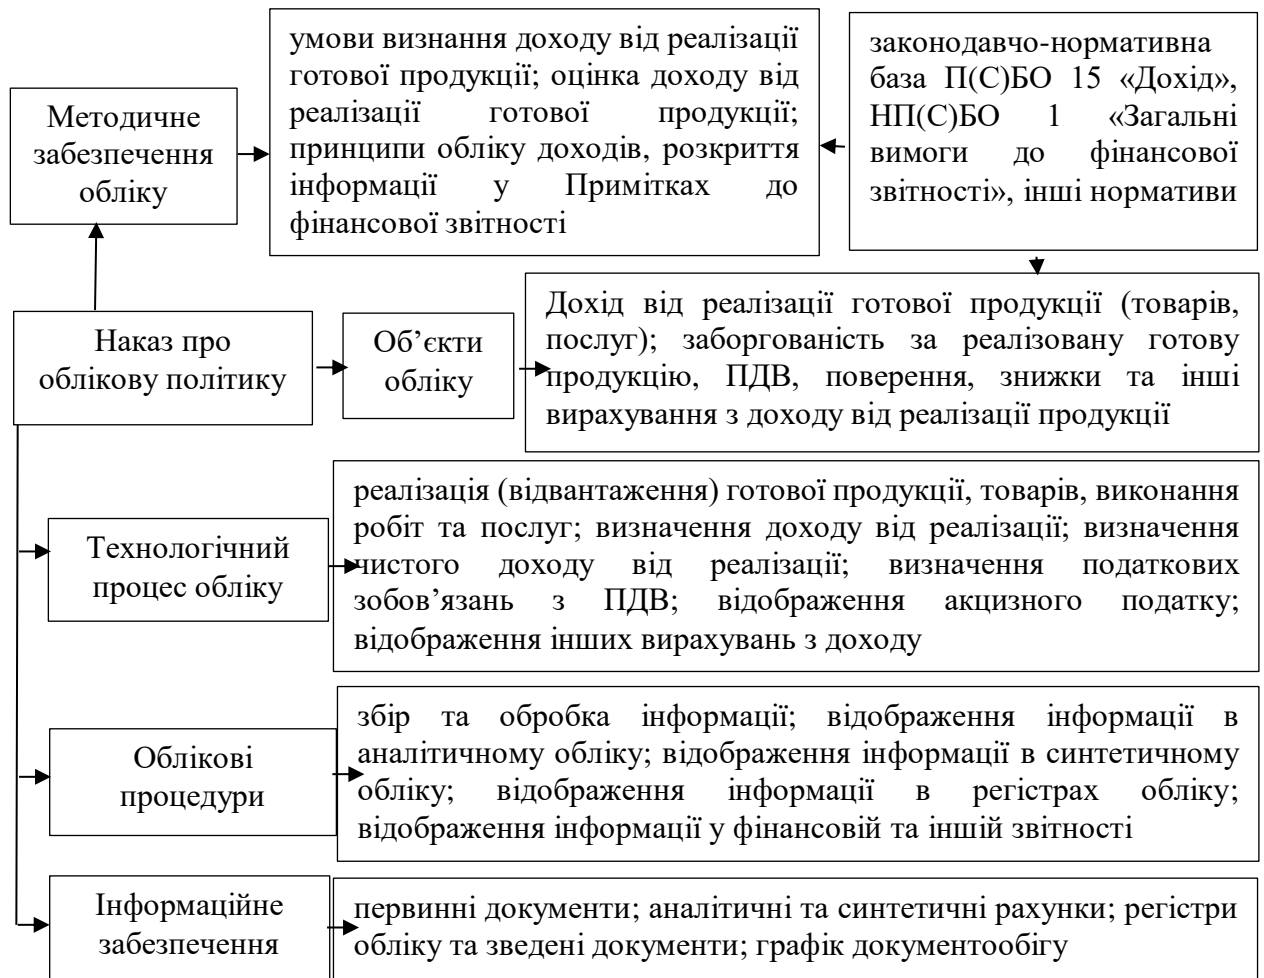 умови визнання доходу від реалізації
готової продукції; оцінка доходу від
реалізації готової продукції;
принципи обліку доходів, розкриття
інформації у Примітках до
фінансової звітності
законодавчо-нормативна
база П(С)БО 15 «Дохід»,
НП(С)БО 1 «Загальні
вимоги до фінансової
звітності», інші нормативи
Методичне
забезпечення
обліку
Наказ про
облікову політику
Об’єкти
обліку
Дохід від реалізації готової продукції (товарів,
послуг); заборгованість за реалізовану готову
продукцію, ПДВ, поверення, знижки та інші
вирахування з доходу від реалізації продукції
Технологічний
процес обліку
реалізація (відвантаження) готової продукції, товарів, виконання
робіт та послуг; визначення доходу від реалізації; визначення
чистого доходу від реалізації; визначення податкових
зобов’язань з ПДВ; відображення акцизного податку;
відображення інших вирахувань з доходу
Облікові
процедури
збір та обробка інформації; відображення інформації в
аналітичному обліку; відображення інформації в синтетичному
обліку; відображення інформації в регістрах обліку;
відображення інформації у фінансовій та іншій звітності
Інформаційне
забезпечення
первинні документи; аналітичні та синтетичні рахунки; регістри
обліку та зведені документи; графік документообігу